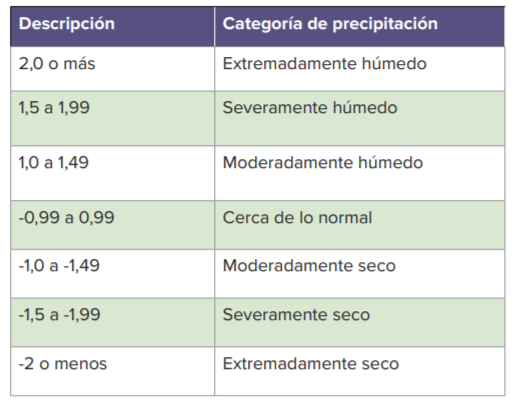 Descripción Categoría de precipitación
2,0 o más Extremadamente húmedo
1,5 a 1,99 Severamente húmedo
1,0 a 1,49 Moderadamente húmedo
-0,99 a 0,99 Cerca de lo normal
-1,0 a -1,49 Moderadamente seco
-1,5 a -1,99 Severamente seco
-2 o menos Extremadamente seco